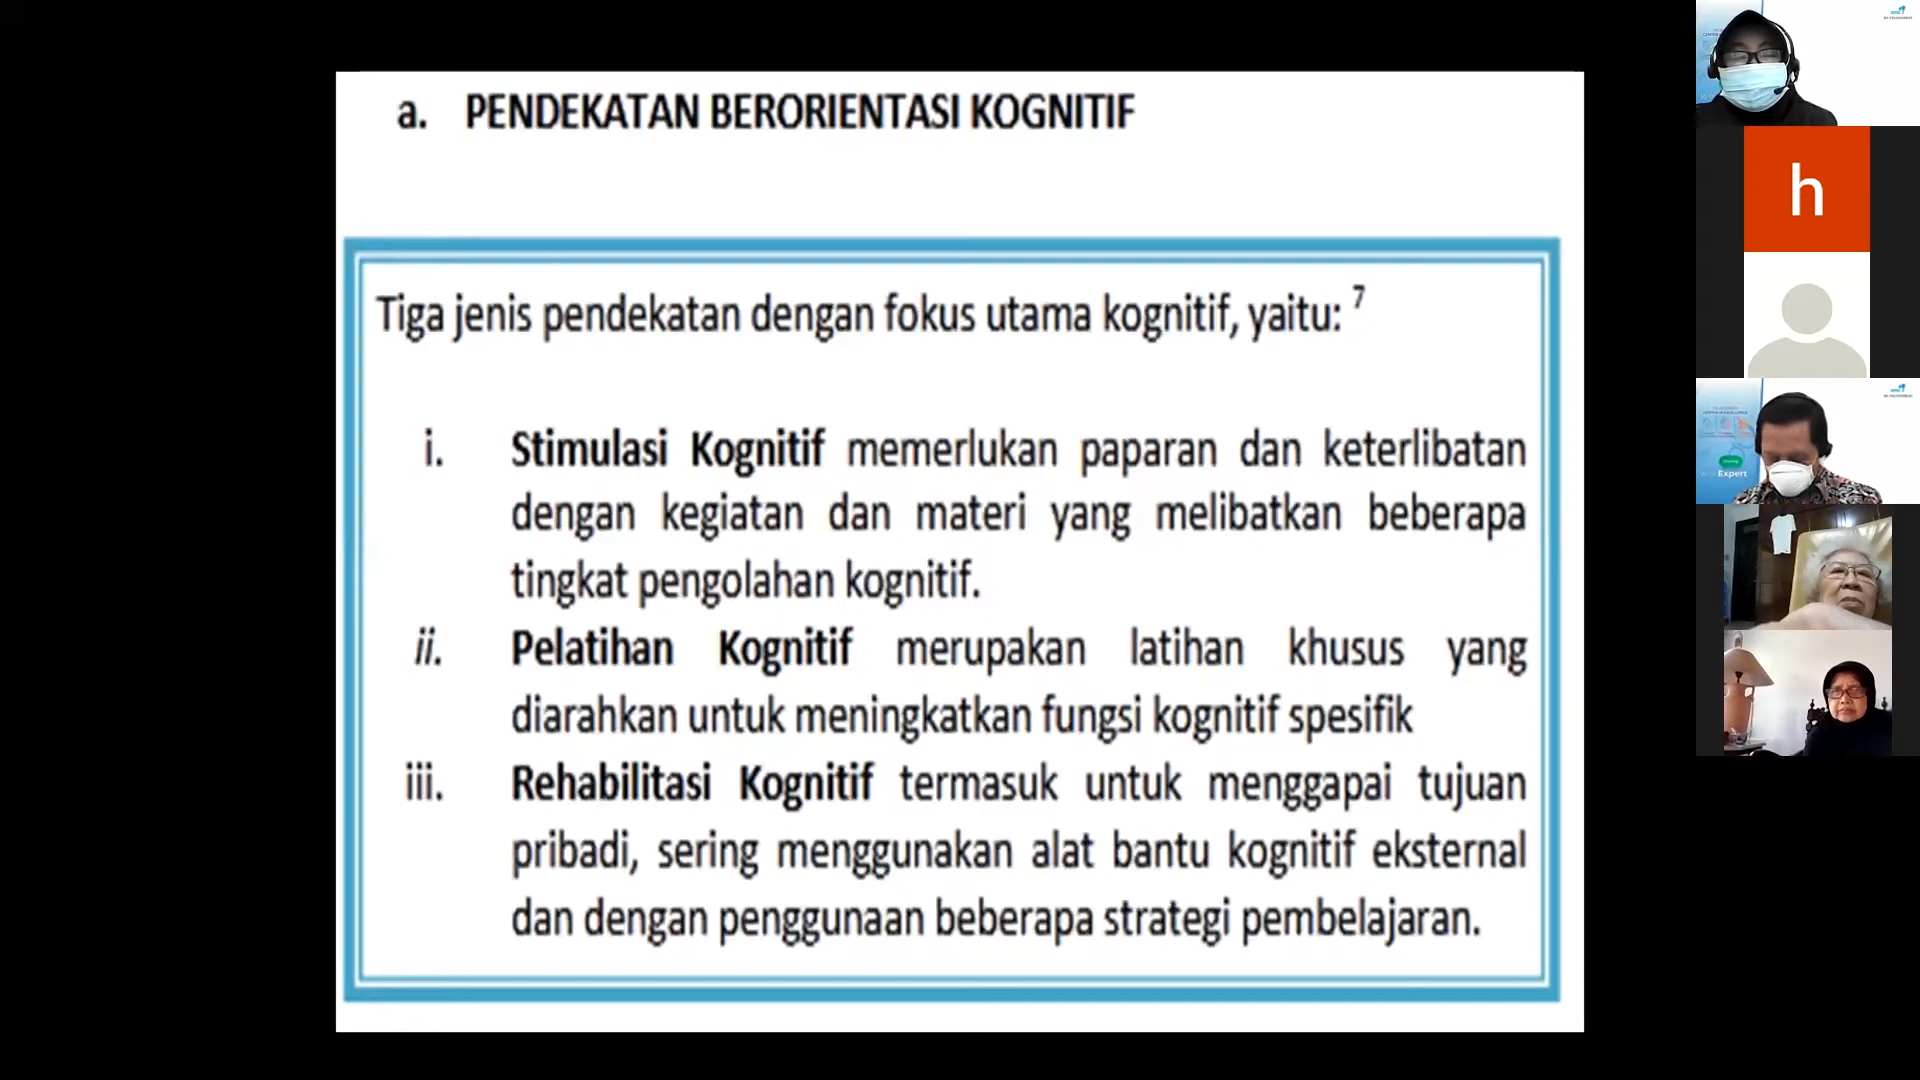 a. PENDEKATAN BERORIENTASI KOGNITIF
Tiga jenis pendekatan dengan fokus utama kognitif, yaitu: 7
i. Stimulasi Kognitif memerlukan paparan dan keterlibatan
dengan kegiatan dan materi yang melibatkan beberapa
tingkat pengolahan kognitif.
ii. Pelatihan Kognitif merupakan latihan khusus yang
diarahkan untuk meningkatkan fungsi kognitif spesifik
iii. Rehabilitasi Kognitif termasuk untuk menggapai tujuan
pribadi, sering menggunakan alat bantu kognitif eksternal
dan dengan penggunaan beberapa strategi pembelajaran.
h
Expert